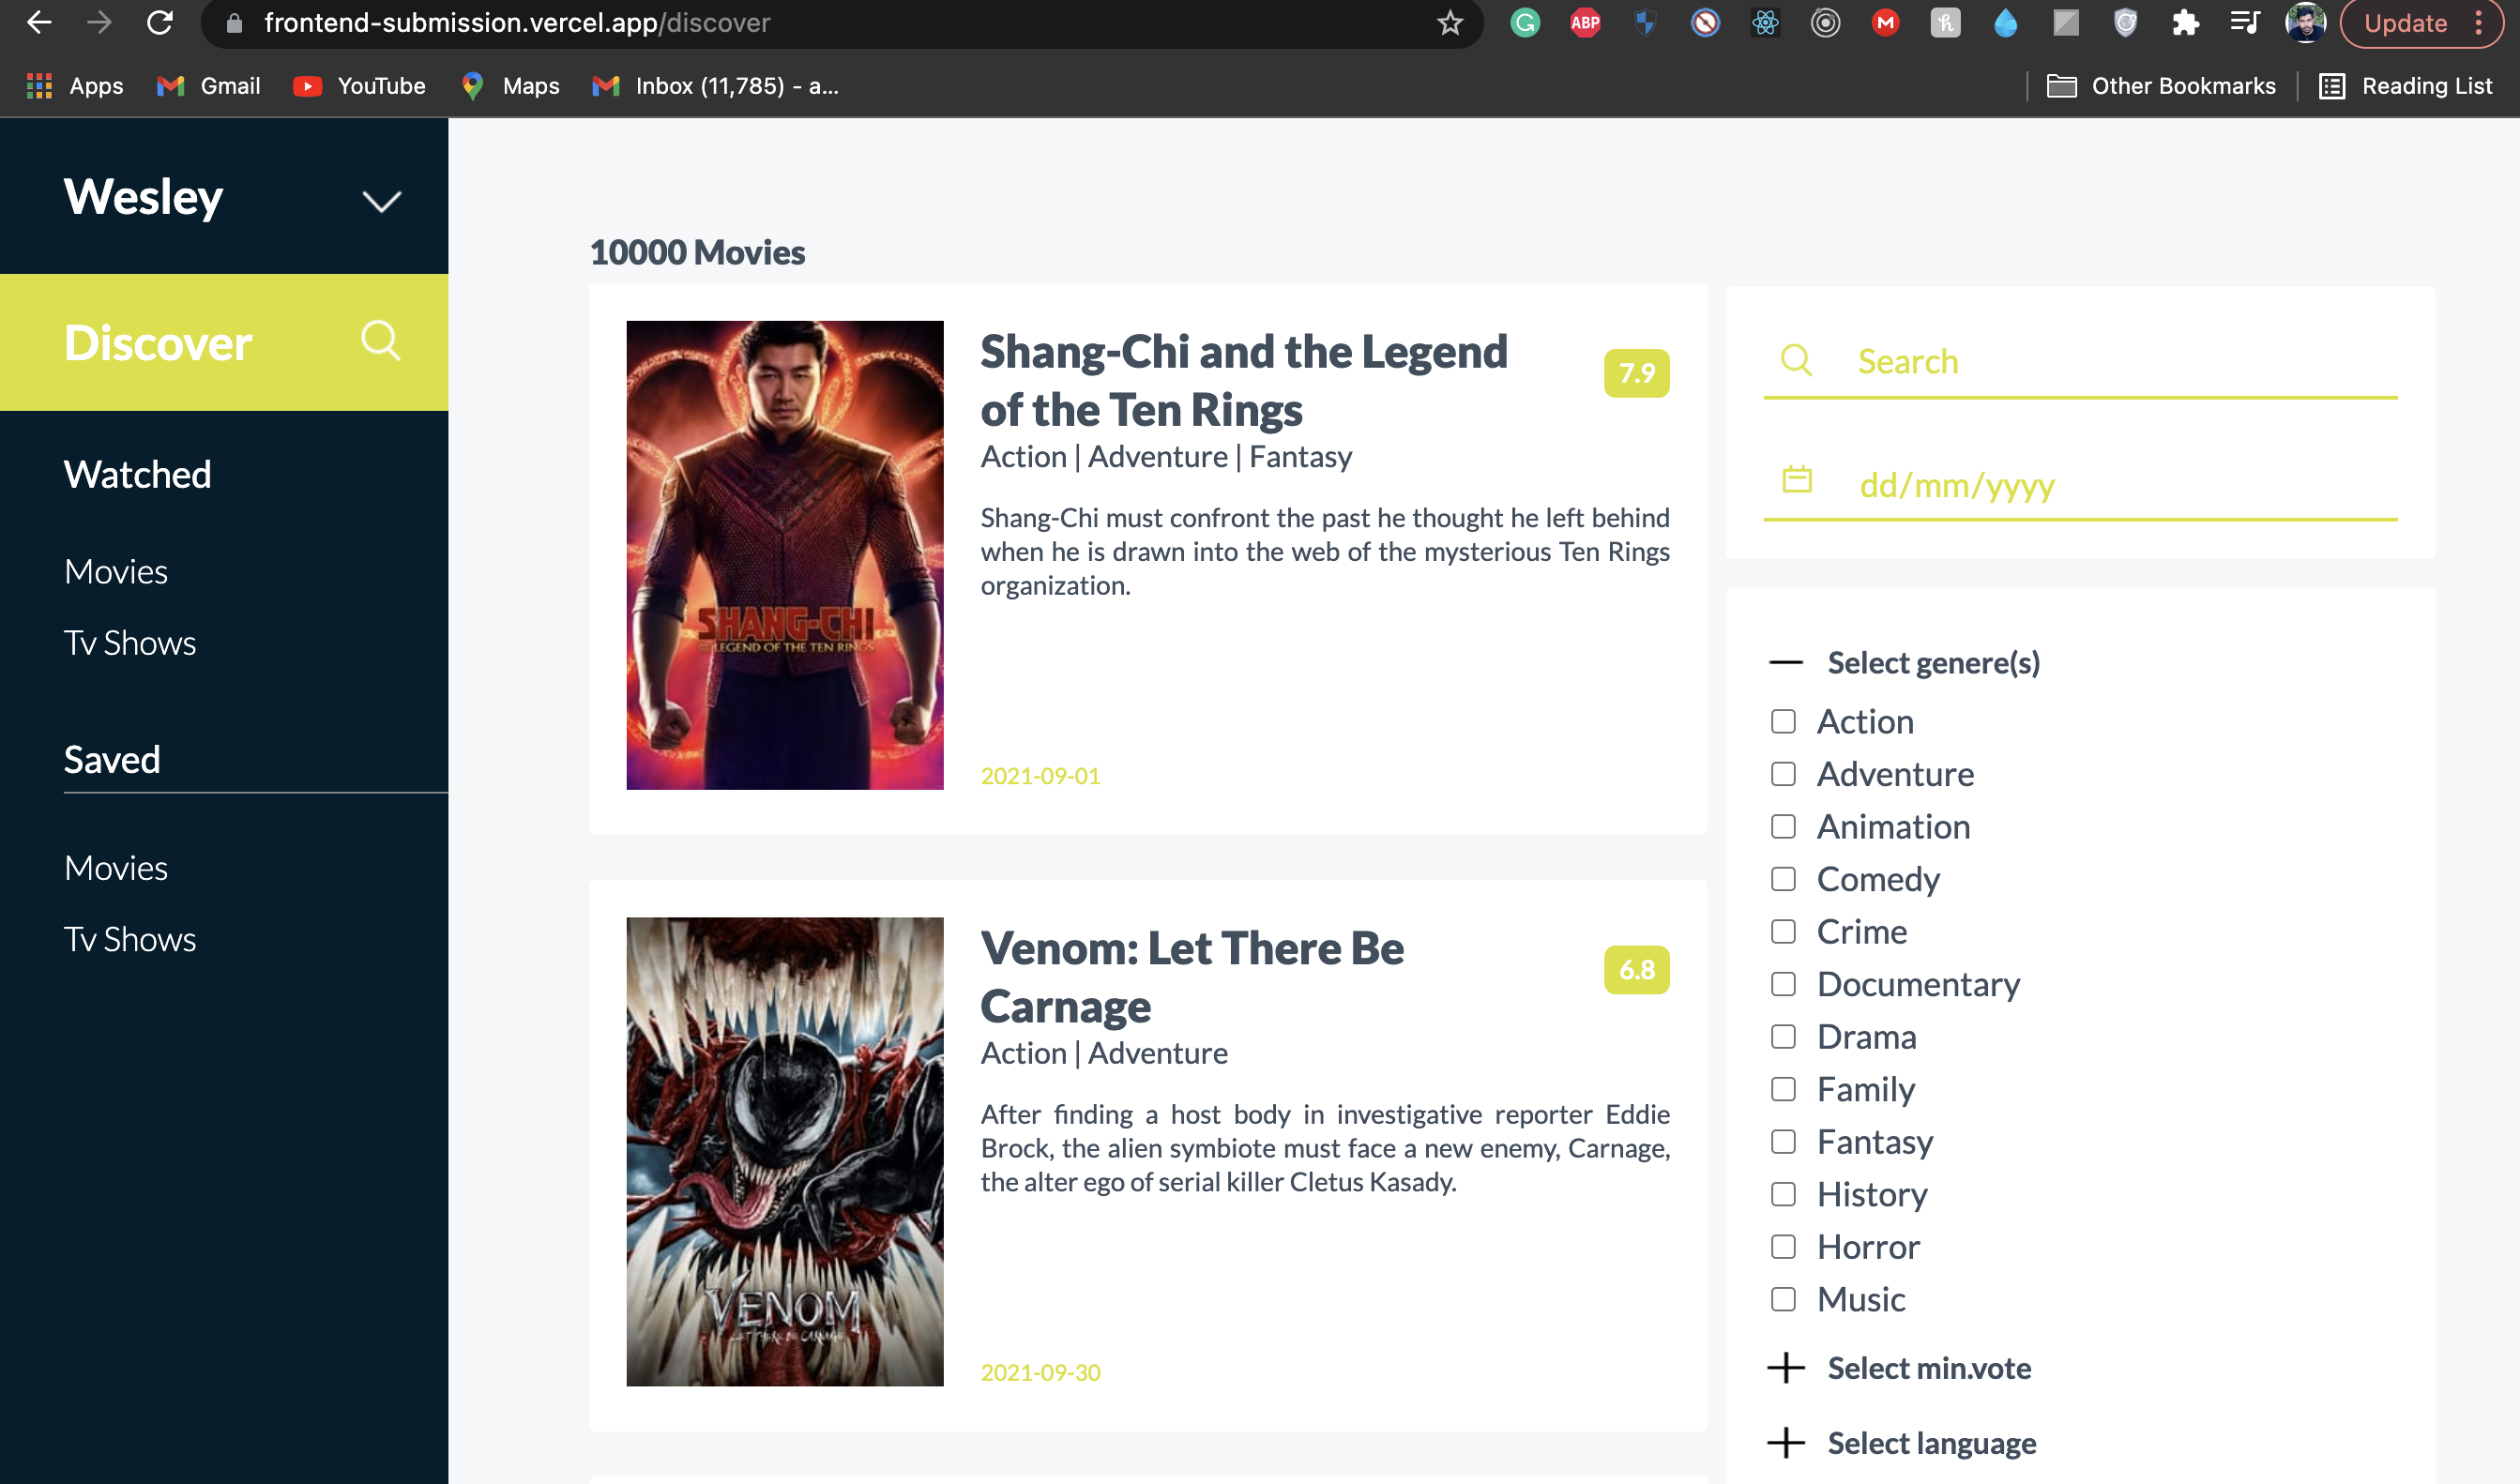 frontend-submission.vercel.app/discover
ABP
Update
Apps
Gmail
YouTube
Maps
Inbox (11,785) - a...
Other Bookmarks
Reading List
Wesley
Discover
Watched
Movies
Tv Shows
Saved
Movies
Tv Shows
10000 Movies
Shang-Chi and the Legend
of the Ten Rings
7.9
Action | Adventure | Fantasy
Shang-Chi must confront the past he thought he left behind
when he is drawn into the web of the mysterious Ten Rings
organization.
2021-09-01
SHANG-CHI
LEGEND OF THE TEN RINGS
Venom: Let There Be
Carnage
6.8
Action | Adventure
After finding a host body in investigative reporter Eddie
Brock, the alien symbiote must face a new enemy, Carnage,
the alter ego of serial killer Cletus Kasady.
2021-09-30
VENOM
LET THERE BE CARNAGE
Search
dd/mm/yyyy
Select genere(s)
Action
Adventure
Animation
Comedy
Crime
Documentary
Drama
Family
Fantasy
History
Horror
Music
Select min.vote
Select language